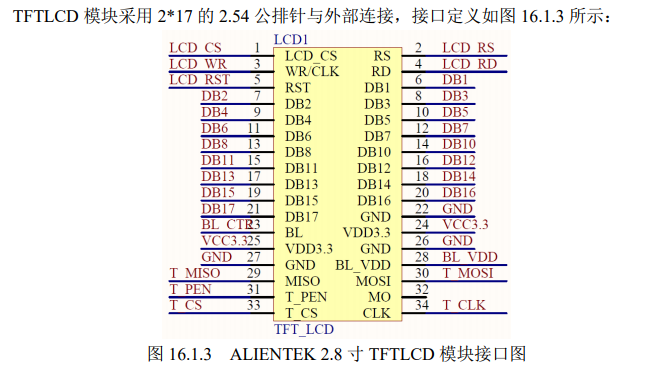 TFTLCD 模块采用 2*17 的 2.54 公排针与外部连接，接口定义如图 16.1.3 所示：
LCD1
LCD_CS 1 LCD_CS RS 2 LCD_RS
LCD_WR 3 WR/CLK RD 4 LCD_RD
LCD_RST 5 RST DB1 6 DB1
DB2 7 DB2 DB3 8 DB3
DB4 9 DB4 DB5 10 DB5
DB6 11 DB6 DB7 12 DB7
DB8 13 DB8 DB10 14 DB10
DB11 15 DB11 DB12 16 DB12
DB13 17 DB13 DB14 18 DB14
DB15 19 DB15 DB16 20 DB16
DB17 21 DB17 GND 22 GND
BL_CTR 23 BL VDD3.3 24 VCC3.3
VCC3.3 25 VDD3.3 GND 26 GND
GND 27 GND BL_VDD 28 BL_VDD
T_MISO 29 MISO MOSI 30 T_MOSI
T_PEN 31 T_PEN MO 32
T_CS 33 T_CS CLK 34 T_CLK
TFT_LCD
图 16.1.3 ALIENTEK 2.8 寸 TFTLCD 模块接口图